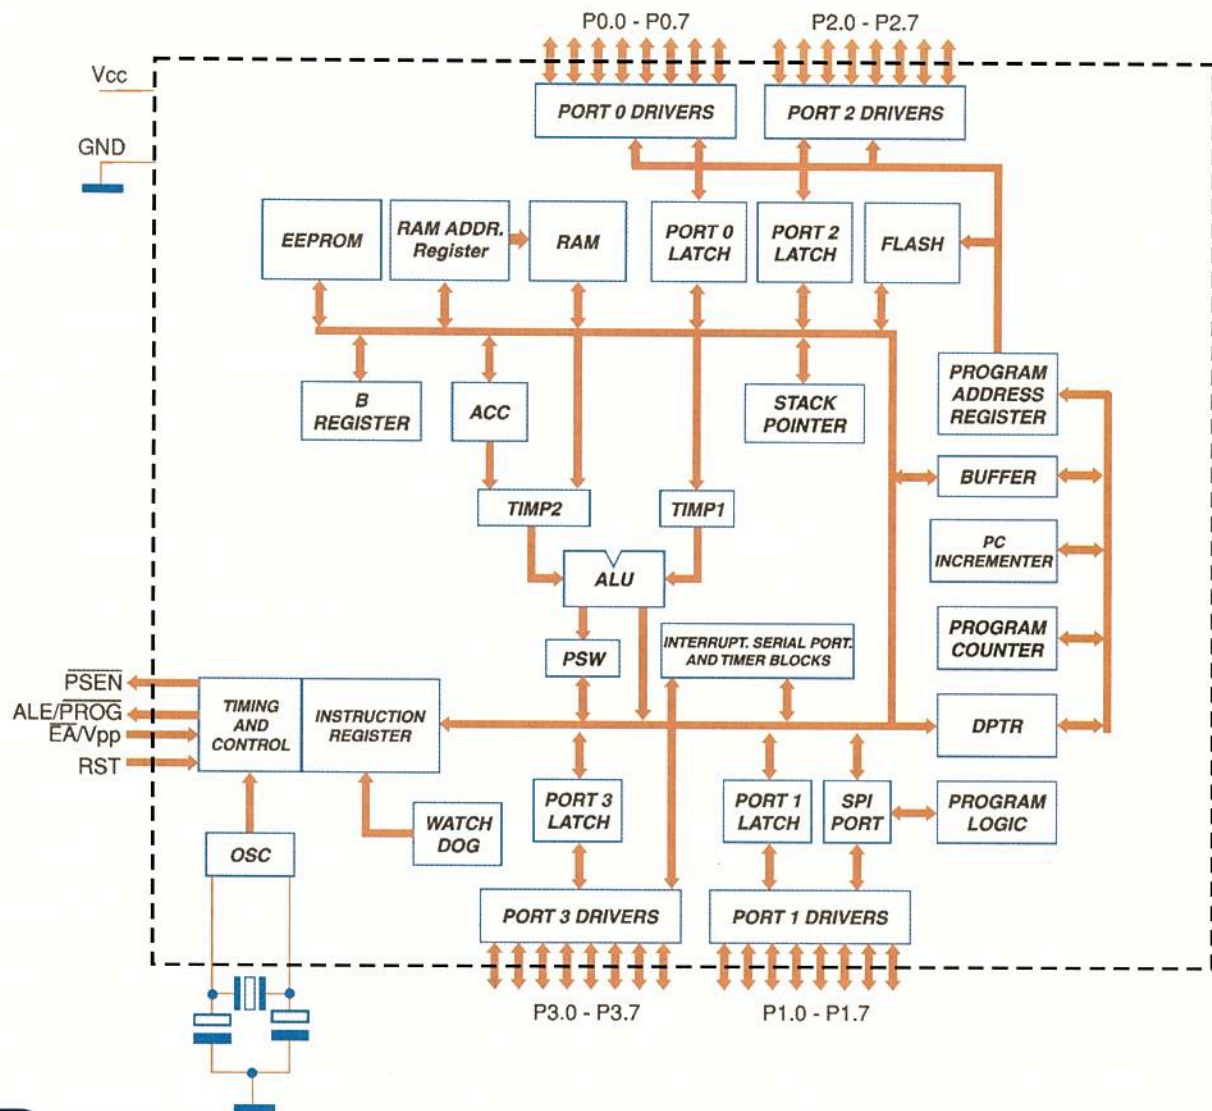 P0.0 - P0.7
P2.0 - P2.7
Vcc
GND
PORT 0 DRIVERS
PORT 2 DRIVERS
EEPROM
RAM ADDR.
Register
RAM
PORT 0
LATCH
PORT 2
LATCH
FLASH
B
REGISTER
ACC
STACK
POINTER
PROGRAM
ADDRESS
REGISTER
BUFFER
TIMP2
TIMP1
PC
INCREMENTER
ALU
PROGRAM
COUNTER
PSW
INTERRUPT. SERIAL PORT.
AND TIMER BLOCKS
PSEN
ALE/PROG
EA/Vpp
RST
TIMING
AND
CONTROL
INSTRUCTION
REGISTER
DPTR
PORT 3
LATCH
PORT 1
LATCH
SPI
PORT
PROGRAM
LOGIC
WATCH
DOG
OSC
PORT 3 DRIVERS
PORT 1 DRIVERS
P3.0 - P3.7
P1.0 - P1.7